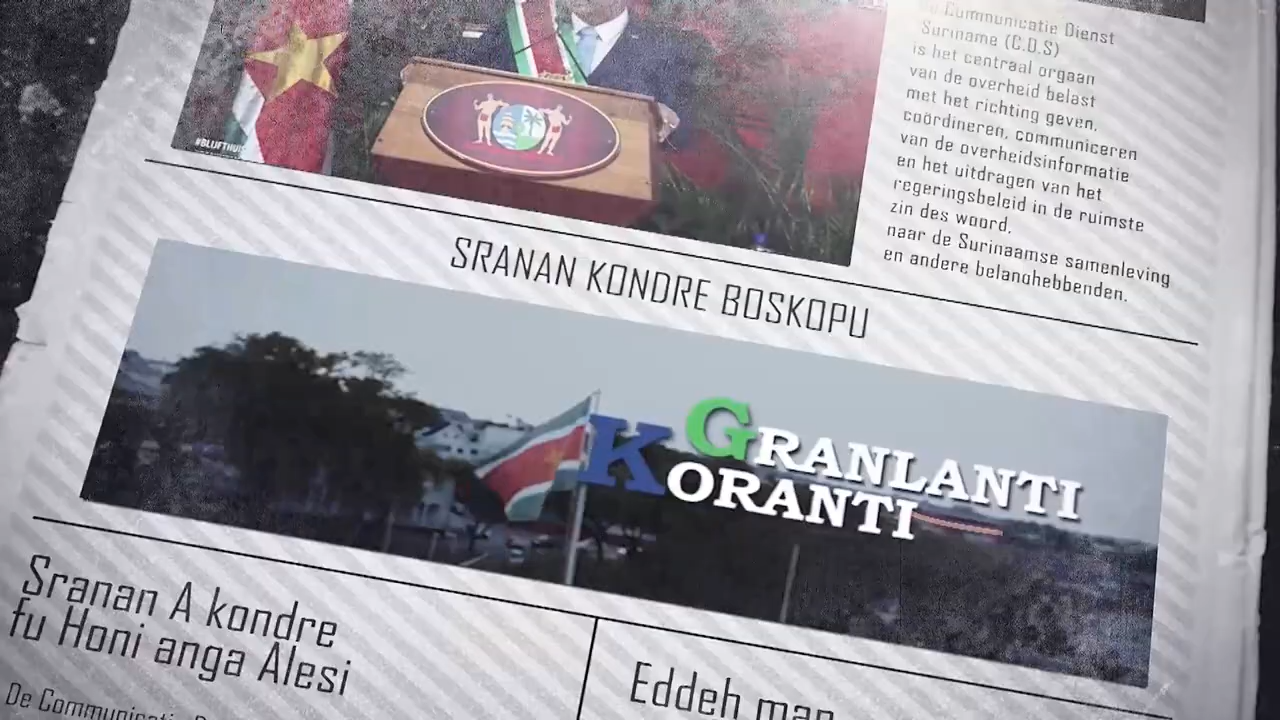 #BLUFTHUIS
Communicatie Dienst
Suriname (C.D.S)
is het centraal orgaan
van de overheid belast
met het richting geven,
coördineren, communiceren
van de overheidsinformatie
en het uitdragen van het
regeringsbeleid in de ruimste
zin des woord.
naar de Surinaamse samenleving
en andere belanghebbenden.
SRANAN KONDRE BOSKOPU
GRANLANTI
KORANTI
Sranan A kondre
fu Honi anga Alesi
De Communicatie
Eddeh man